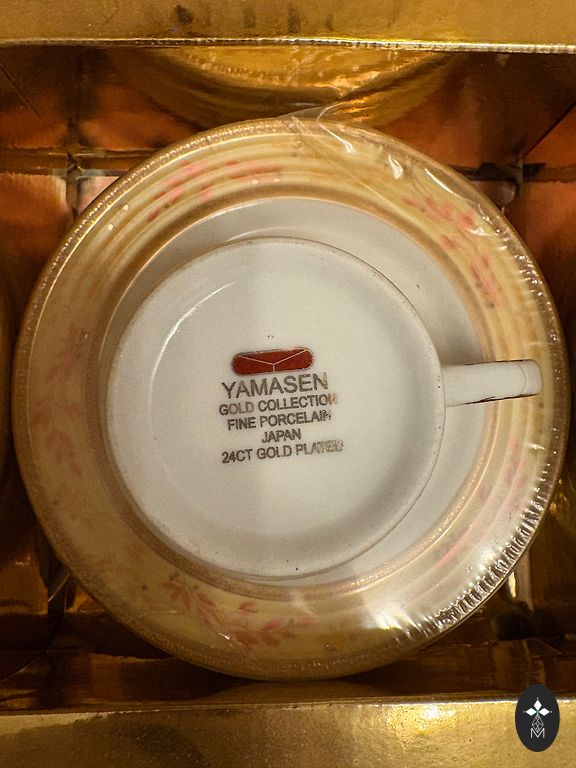 YAMASEN
GOLD COLLECTION
FINE PORCELAIN
JAPAN
24CT GOLD PLATED
M